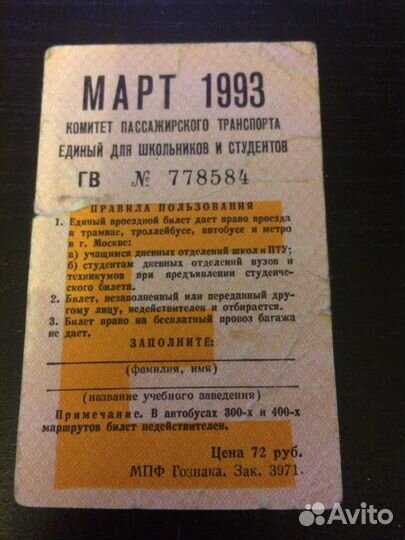 МАРТ 1993
КОМИТЕТ ПАССАЖИРСКОГО ТРАНСПОРТА
ЕДИНЫЙ ДЛЯ ШКОЛЬНИКОВ И СТУДЕНТОВ
ГВ № 778584
ПРАВИЛА ПОЛЬЗОВАНИЯ
1. Единый проездной билет дает право проезда
в трамвае, троллейбусе, автобусе и метро
в г. Москве:
а) учащимся дневных отделений школ и ПТУ;
б) студентам дневных отделений вузов и
техникумов при предъявлении студенче-
ского билета.
2. Билет, незаполненный или переданный дру-
гому лицу, недействителен и отбирается.
3. Билет право на бесплатный провоз багажа
не дает.
ЗАПОЛНИТЕ:
(фамилия, имя)
(название учебного заведения)
Примечание. В автобусах 300-х и 400-х
маршрутов билет недействителен.
Цена 72 руб.
МПФ Гознака. Зак. 3971.
Avito